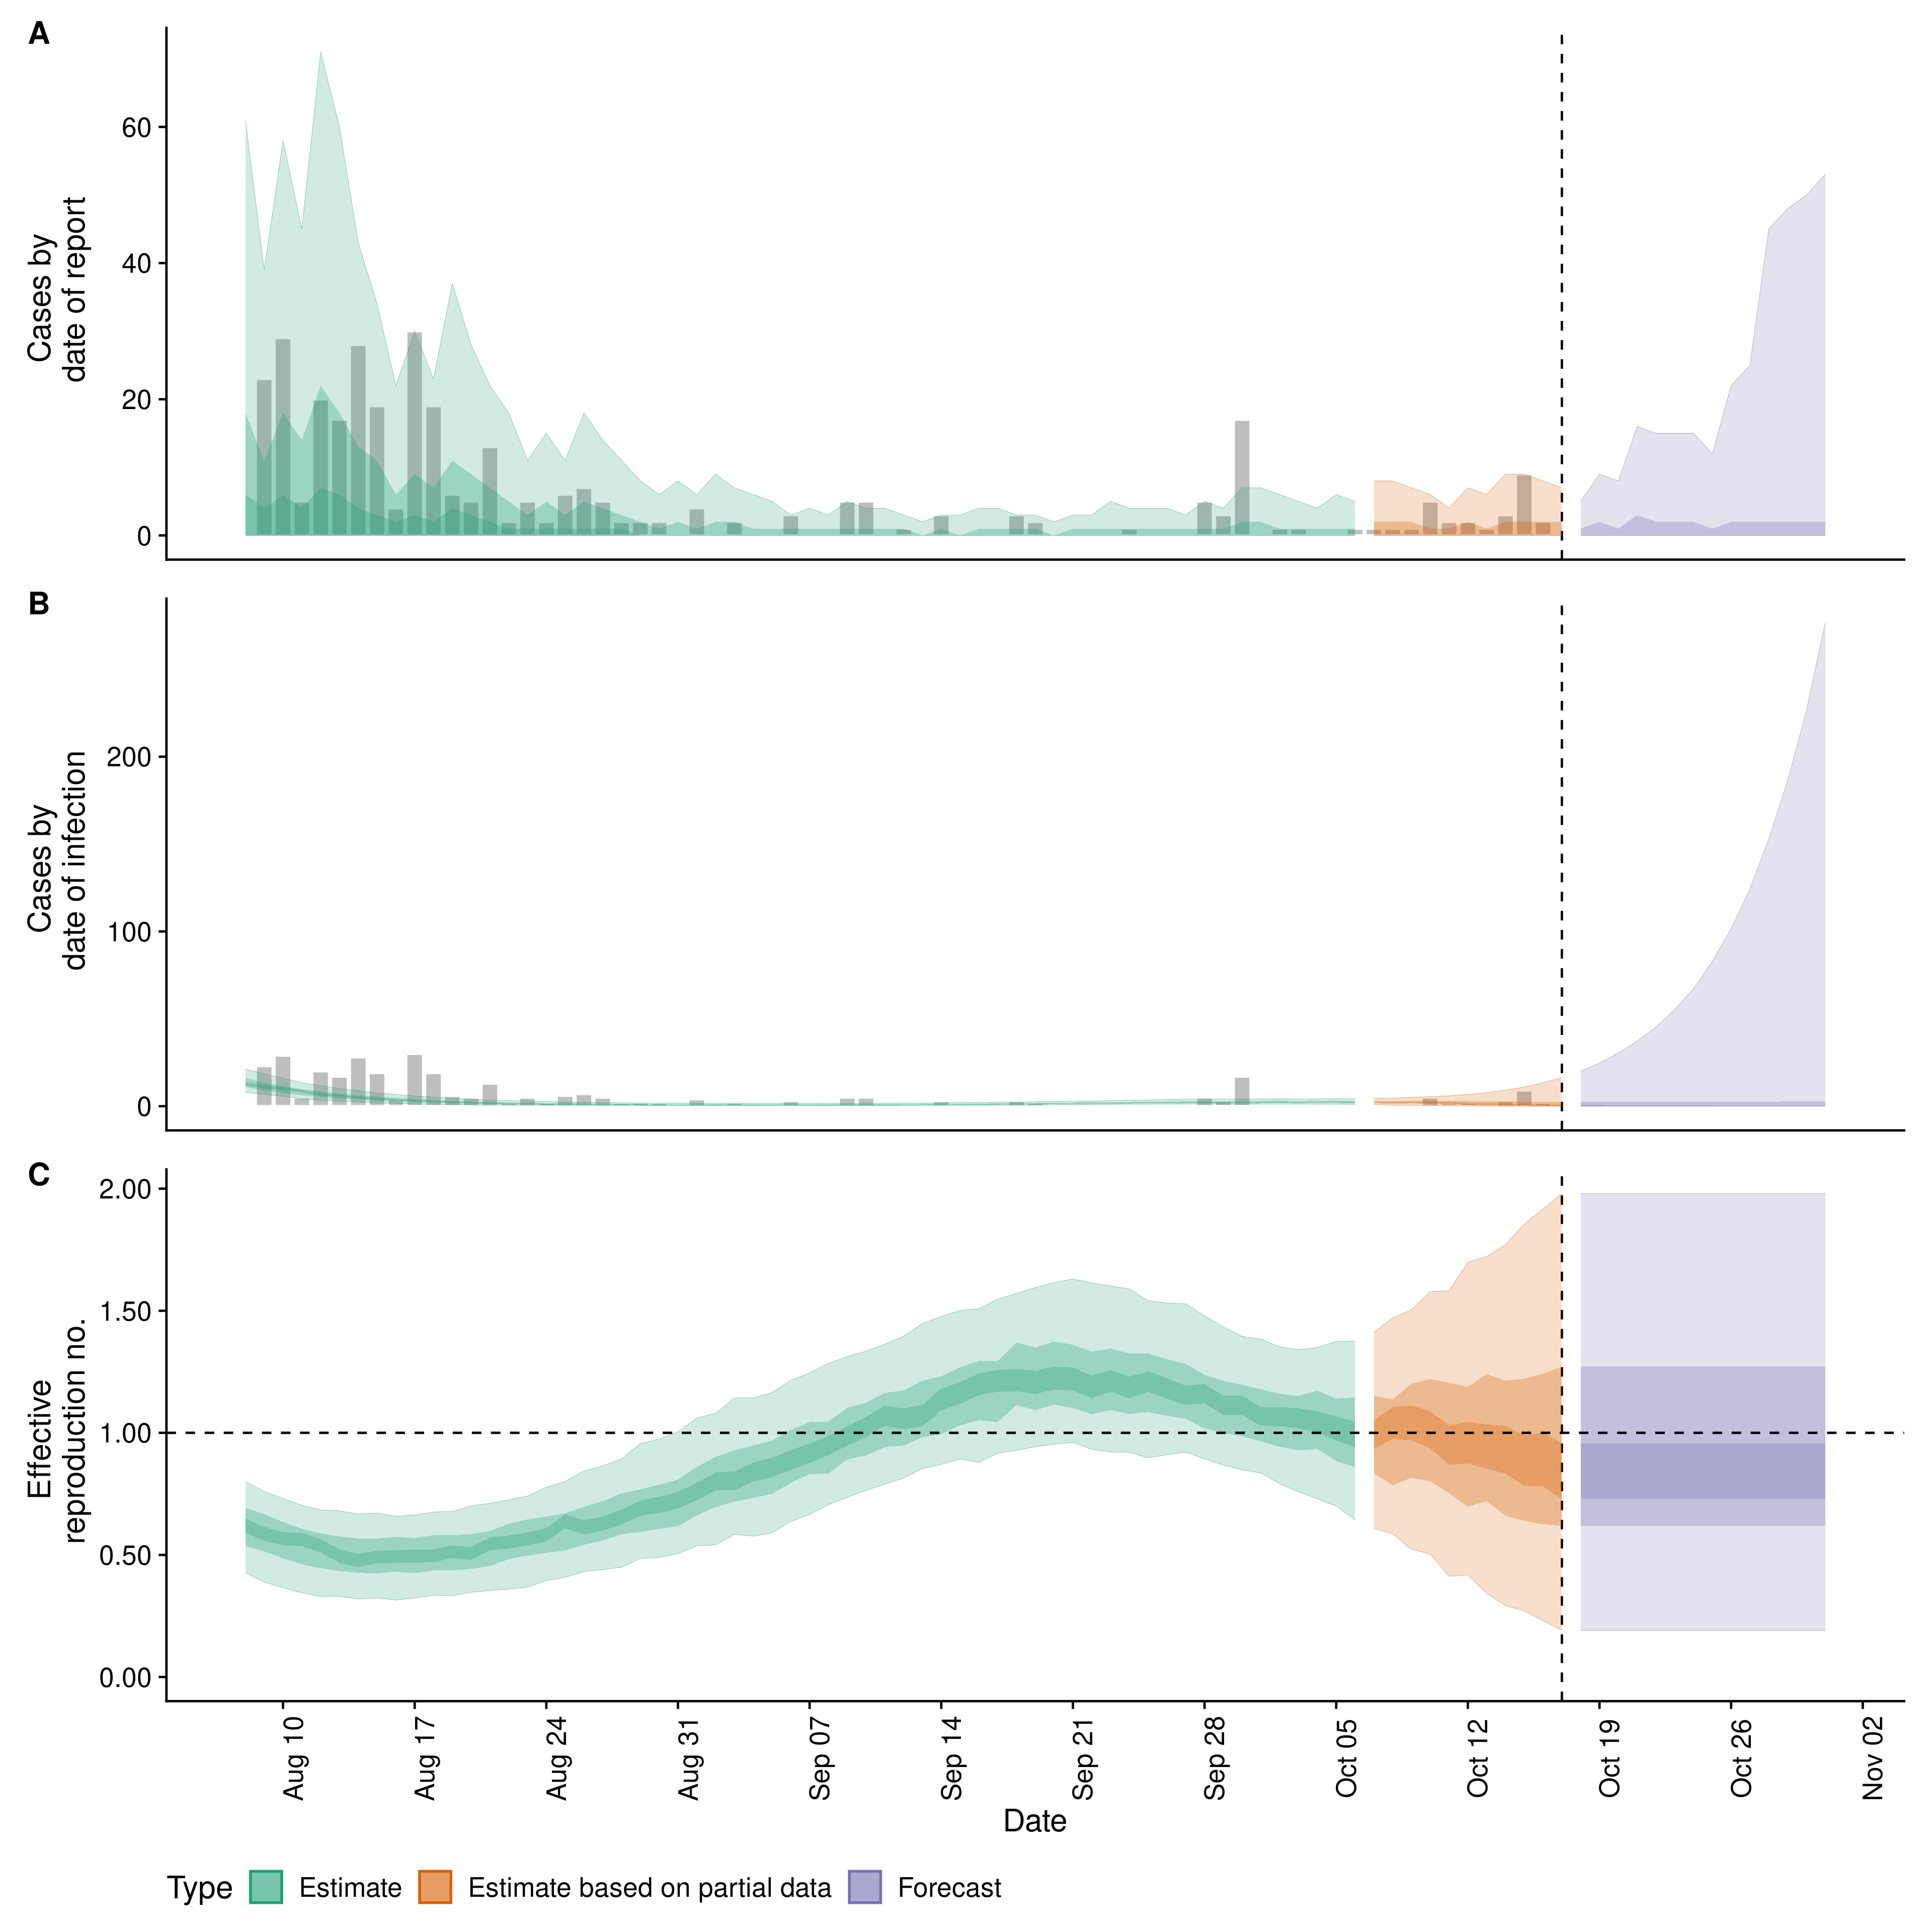 A
Cases by
date of report
60
40
20
0
B
Cases by
date of infection
200
100
0
C
Effective
reproduction no.
2.00
1.50
1.00
0.50
0.00
Aug 10
Aug 17
Aug 24
Aug 31
Sep 07
Sep 14
Sep 21
Sep 28
Oct 05
Oct 12
Oct 19
Oct 26
Nov 02
Date
Type Estimate Estimate based on partial data Forecast